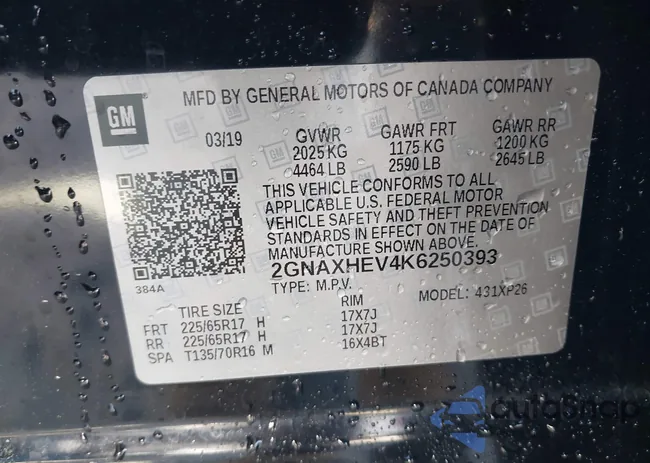 MFD BY GENERAL MOTORS OF CANADA COMPANY
GM
03/19 GVWR GAWR FRT GAWR RR
2025 KG 1175 KG 1200 KG
4464 LB 2590 LB 2645 LB
THIS VEHICLE CONFORMS TO ALL
APPLICABLE U.S. FEDERAL MOTOR
VEHICLE SAFETY AND THEFT PREVENTION
STANDARDS IN EFFECT ON THE DATE OF
MANUFACTURE SHOWN ABOVE.
384A
2GNAXHEV4K6250393
TYPE: M.P.V. MODEL: 431XP26
TIRE SIZE RIM
FRT 225/65R17 H 17X7J
RR 225/65R17 H 17X7J
SPA T135/70R16 M 16X4BT
autoSnap